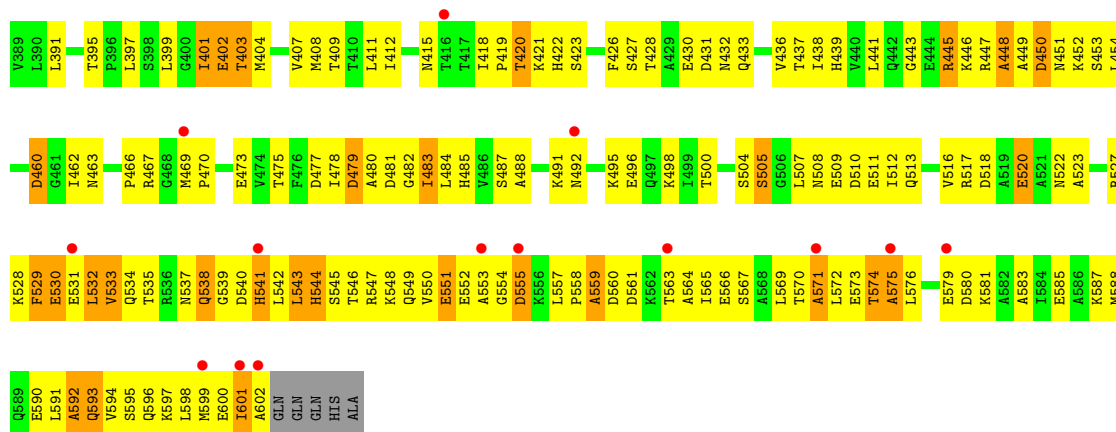 V389 L390 L391 T395 P396 L397 S398 L399 G400 I401 E402 T403 M404 V407 M408 T409 T410 L411 I412 N415 T416 T417 I418 P419 T420 K421 H422 S423 F426 S427 T428 A429 E430 D431 N432 Q433 V436 T437 I438 H439 V440 L441 Q442 G443 E444 R445 K446 R447 A448 A449 D450 N451 K452 S453 L454
D460 G461 I462 N463 P466 R467 G468 M469 P470 E473 V474 T475 F476 D477 I478 D479 A480 D481 G482 I483 L484 H485 V486 S487 A488 K491 N492 K495 E496 Q497 K498 I499 T500 S504 S505 G506 L507 N508 E509 D510 E511 I512 Q513 V516 R517 D518 A519 E520 A521 N522 A523 R527
K528 F529 E530 E531 L532 V533 Q534 T535 R536 N537 Q538 G539 D540 H541 L542 L543 H544 S545 T546 R547 K548 Q549 V550 E551 E552 A553 G554 D555 K556 L557 P558 A559 D560 D561 K562 T563 A564 I565 E566 S567 A568 L569 T570 A571 L572 E573 T574 A575 L576 E579 D580 K581 A582 A583 I584 E585 A586 K587 M588
Q589 E590 L591 A592 Q593 V594 S595 Q596 K597 L598 M599 E600 I601 A602 GLN GLN GLN HIS ALA